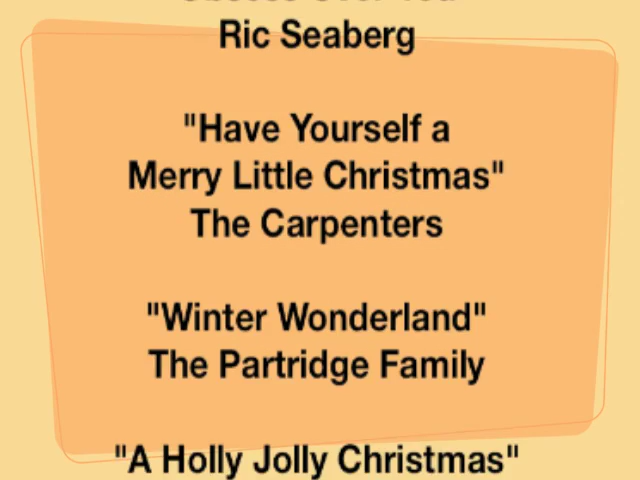 Ric Seaberg
"Have Yourself a
Merry Little Christmas"
The Carpenters
"Winter Wonderland"
The Partridge Family
"A Holly Jolly Christmas"